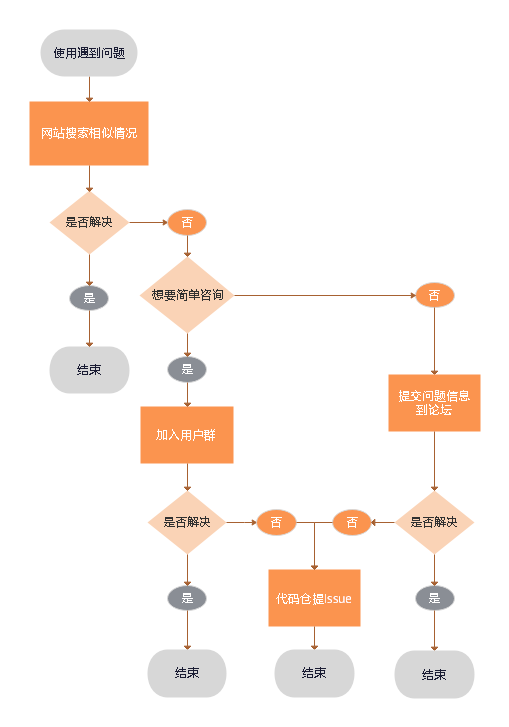 使用遇到问题
网站搜索相似情况
是否解决
否
是
想要简单咨询
否
结束
是
提交问题信息
到论坛
加入用户群
是否解决
否
否
是否解决
是
代码仓提Issue
是
结束
结束
结束